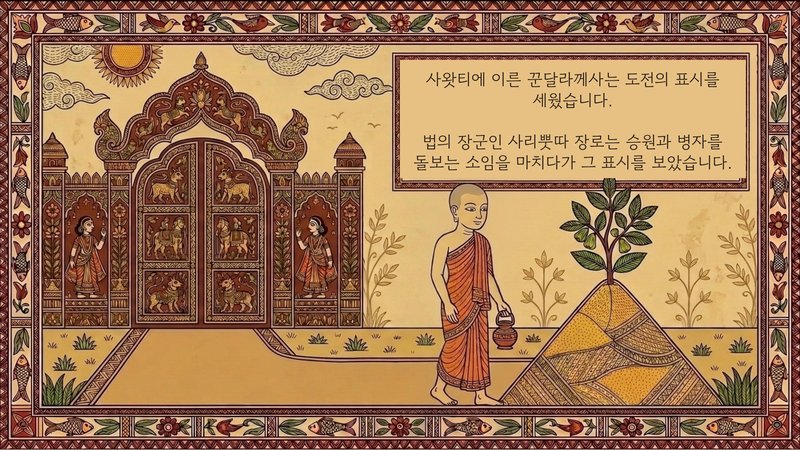 사왓티에 이른 꾼달라께사는 도전의 표시를
세웠습니다.
법의 장군인 사리뿟따 장로는 승원과 병자를
돌보는 소임을 마치다가 그 표시를 보았습니다.